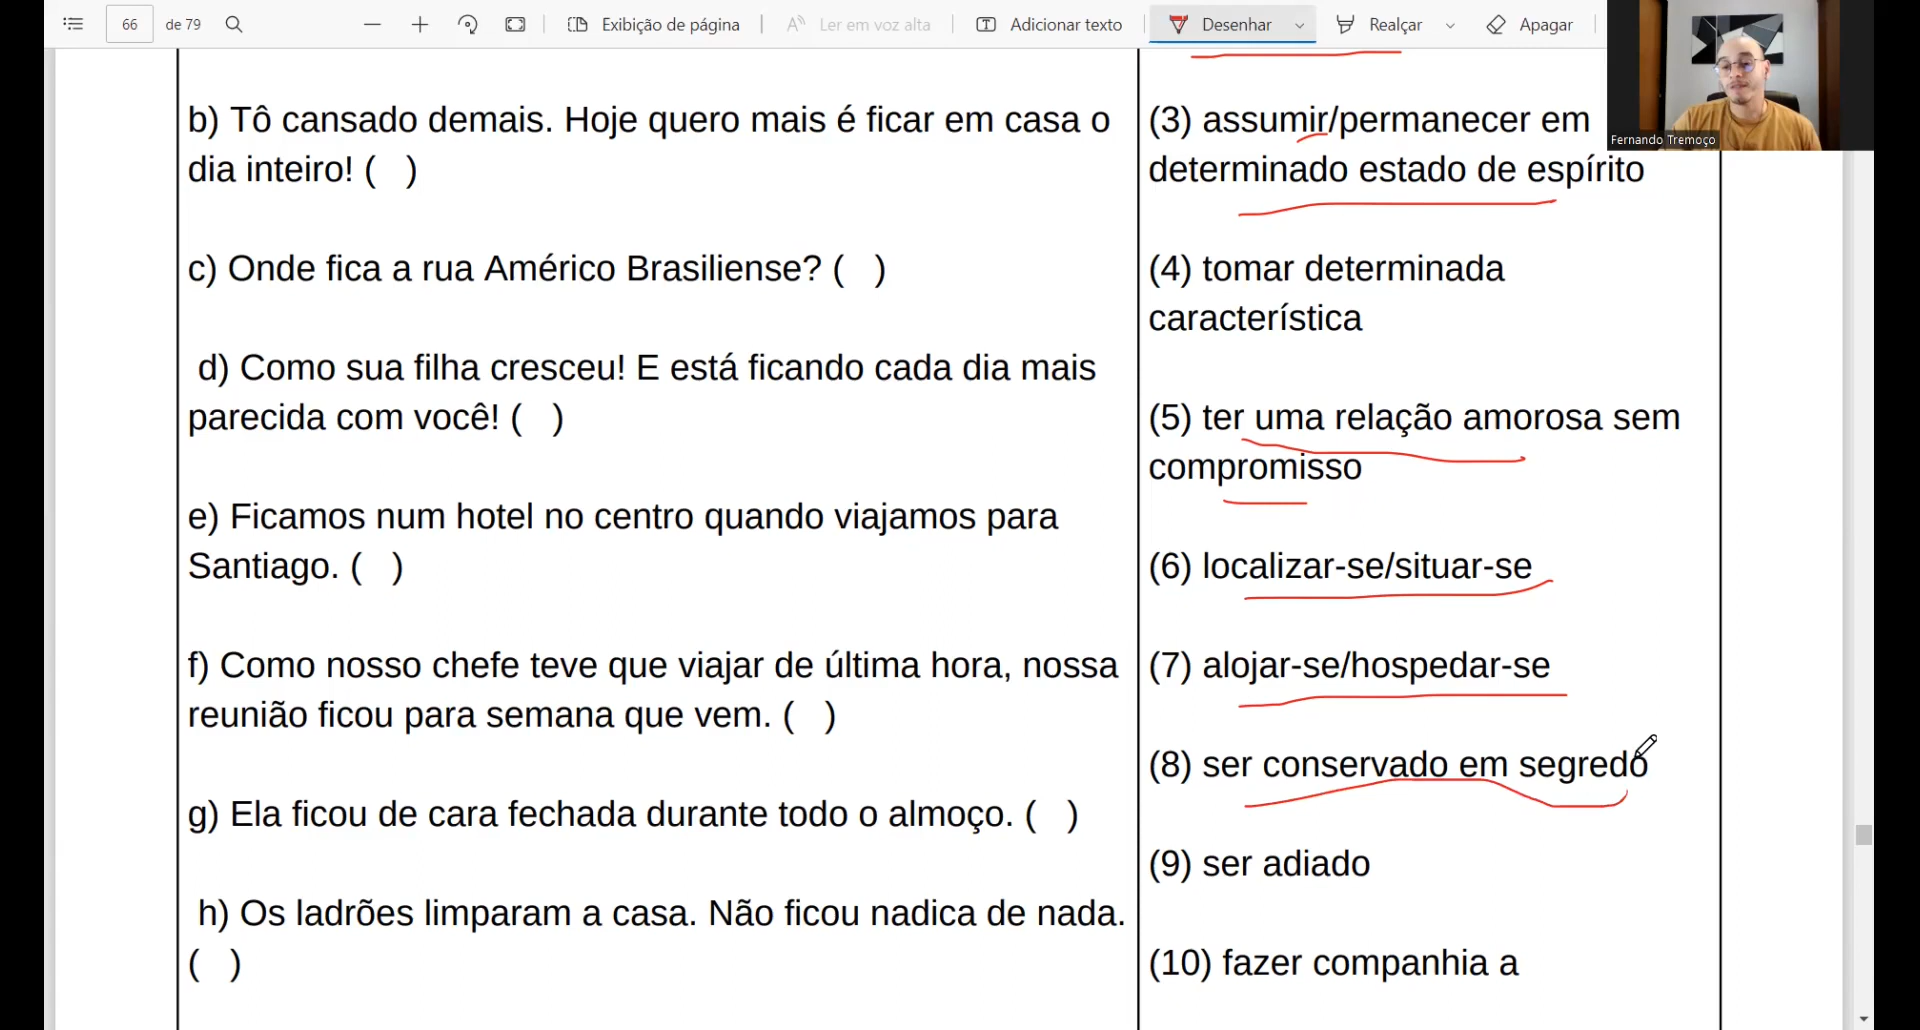 66 de 79 Exibição de página Ler em voz alta Adicionar texto Desenhar Realçar Apagar
Fernando Tremoço
b) Tô cansado demais. Hoje quero mais é ficar em casa o
dia inteiro! ( )
c) Onde fica a rua Américo Brasiliense? ( )
d) Como sua filha cresceu! E está ficando cada dia mais
parecida com você! ( )
e) Ficamos num hotel no centro quando viajamos para
Santiago. ( )
f) Como nosso chefe teve que viajar de última hora, nossa
reunião ficou para semana que vem. ( )
g) Ela ficou de cara fechada durante todo o almoço. ( )
h) Os ladrões limparam a casa. Não ficou nadica de nada.
( )
(3) assumir/permanecer em
determinado estado de espírito
(4) tomar determinada
característica
(5) ter uma relação amorosa sem
compromisso
(6) localizar-se/situar-se
(7) alojar-se/hospedar-se
(8) ser conservado em segredo
(9) ser adiado
(10) fazer companhia a